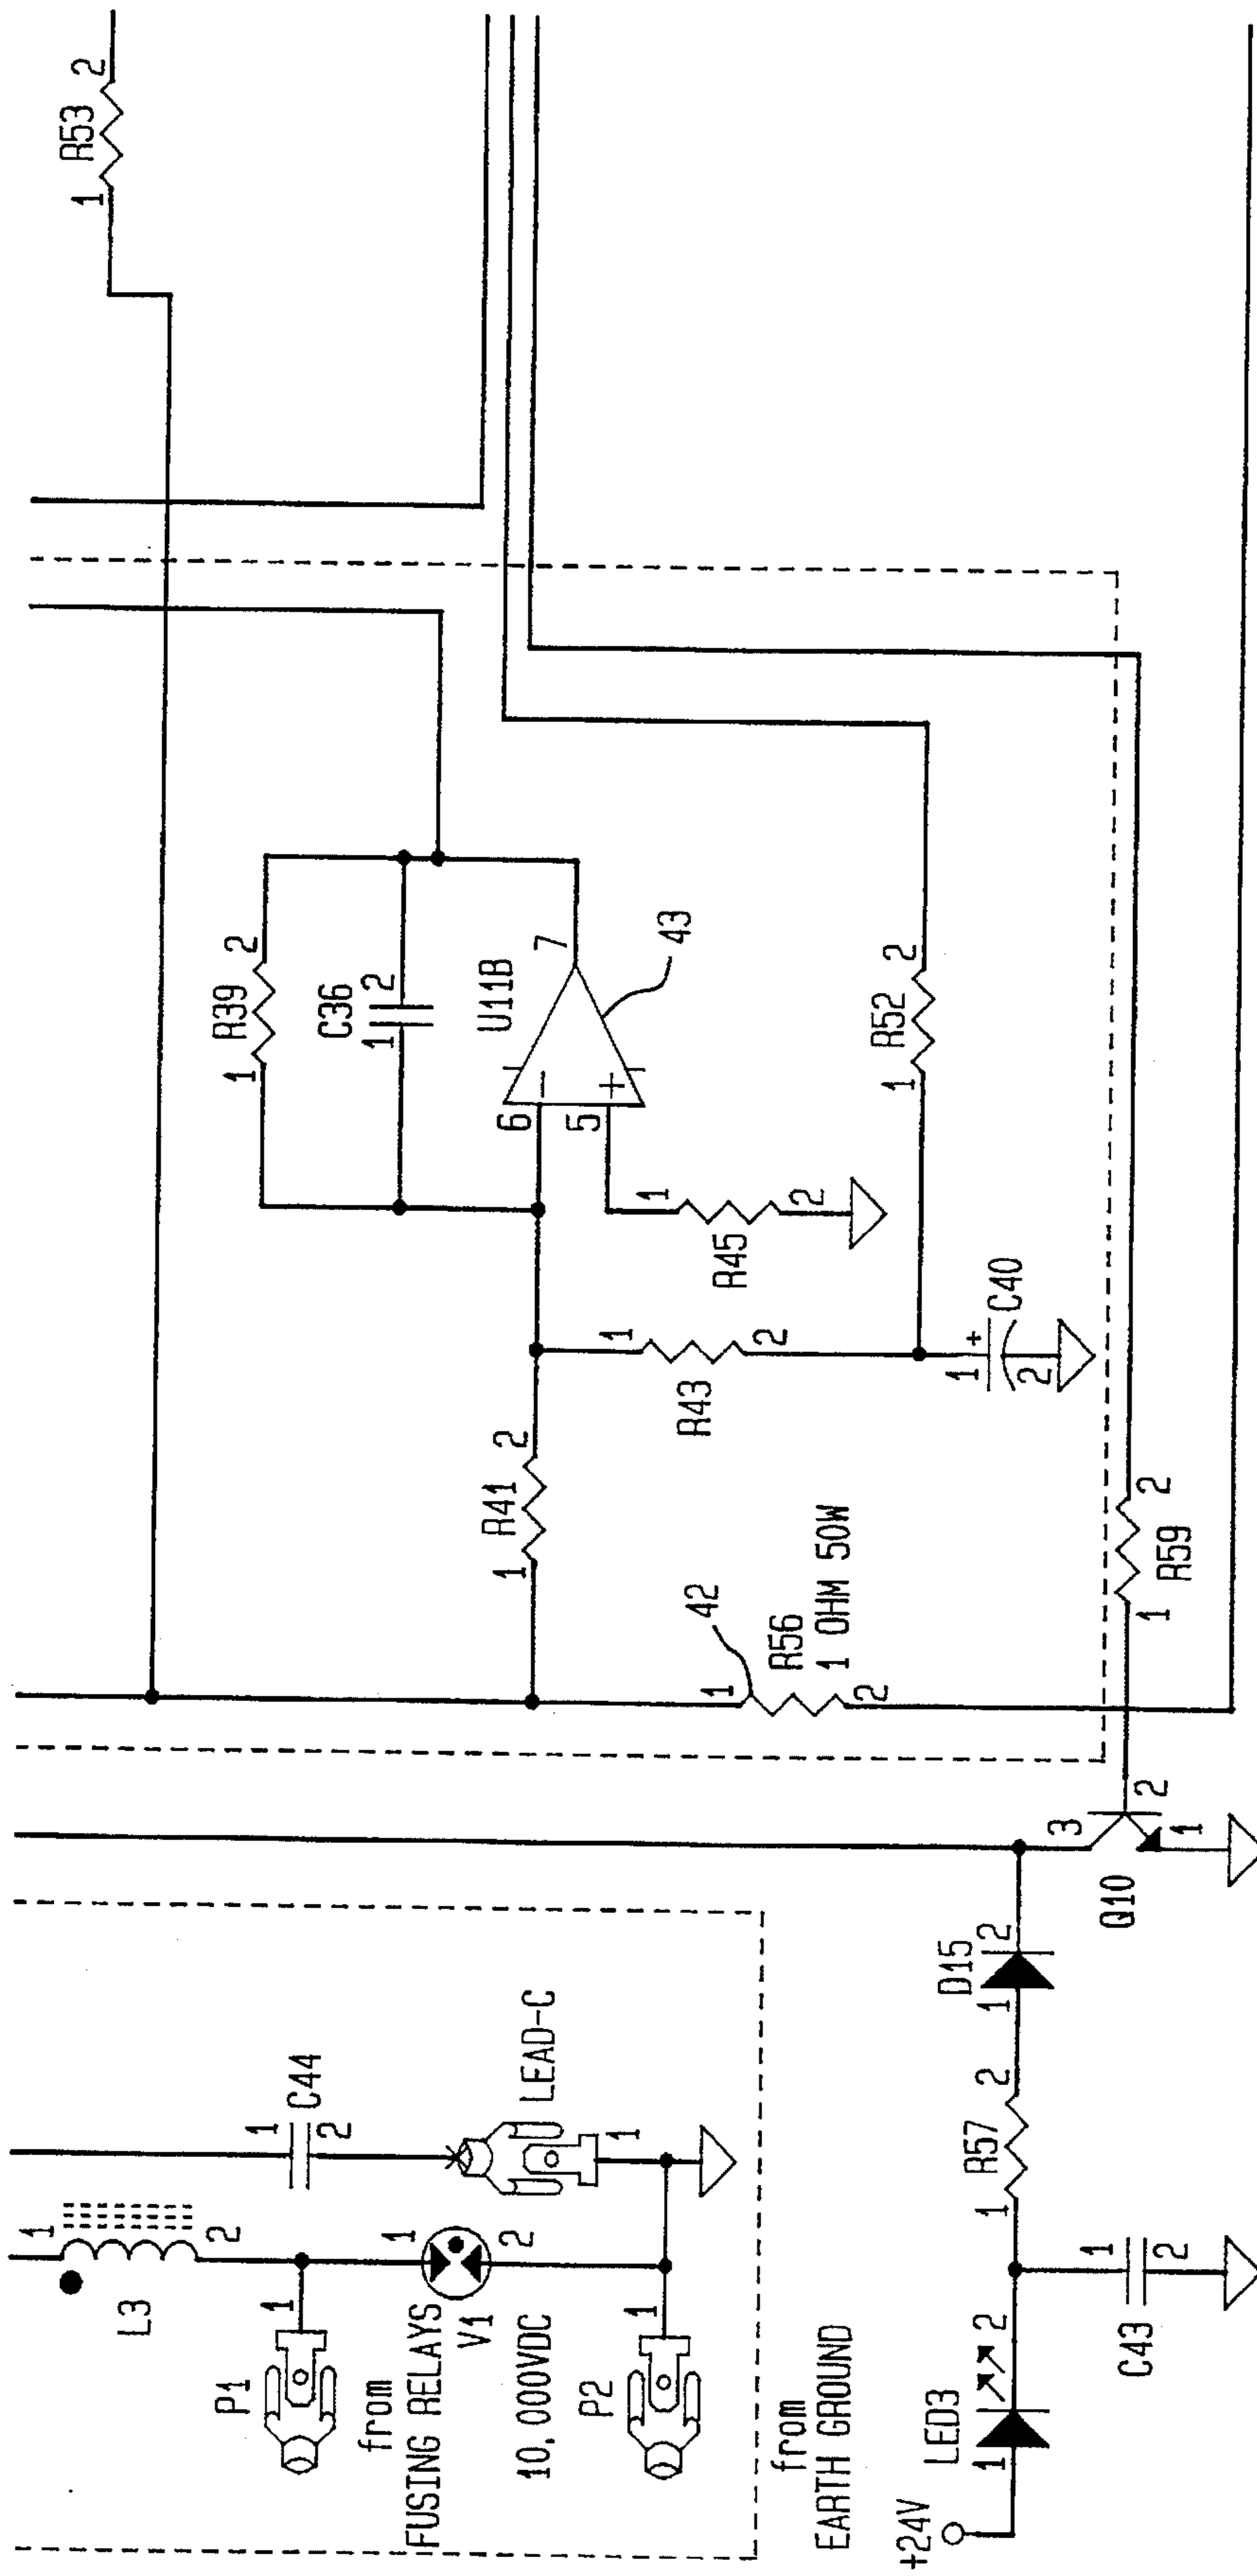 R53
1
2
R39
1
2
C36
1
2
U11B
6
5
7
43
R41
1
2
R43
1
2
R45
1
2
R52
1
2
1
+
2
C40
42
1
R56
1 OHM 50W
2
R59
1
2
3
2
1
Q10
L3
1
2
C44
1
2
LEAD-C
1
P1
1
from
FUSING RELAYS
V1
1
2
10,000VDC
P2
1
from
EARTH GROUND
+24V
LED3
1
2
C43
1
2
R57
1
2
D15
1
2